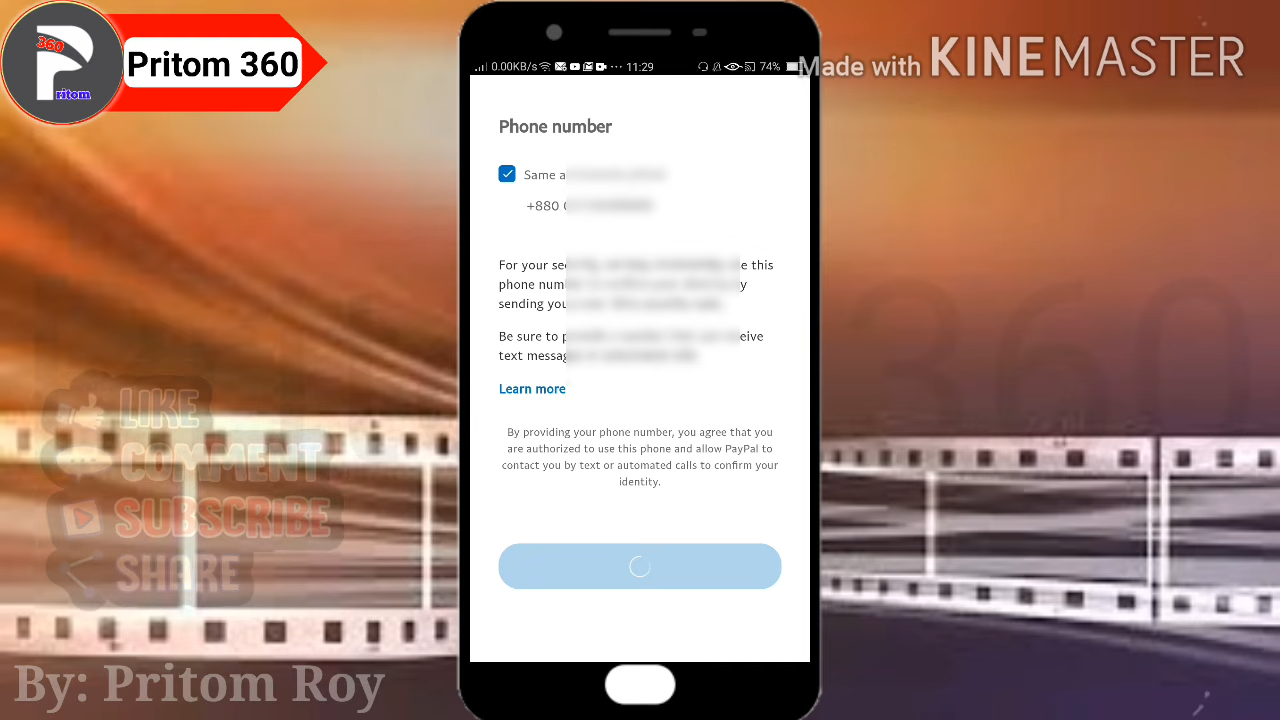 360
Pritom
Pritom 360
Made with KINEMASTER
0.00KB/s 11:29 74%
Phone number
Same a
+880
For your se e this
phone num y
sending you
Be sure to p eive
text messag
Learn more
By providing your phone number, you agree that you
are authorized to use this phone and allow PayPal to
contact you by text or automated calls to confirm your
identity.
360
LIKE
COMMENT
SUBSCRIBE
SHARE
By: Pritom Roy